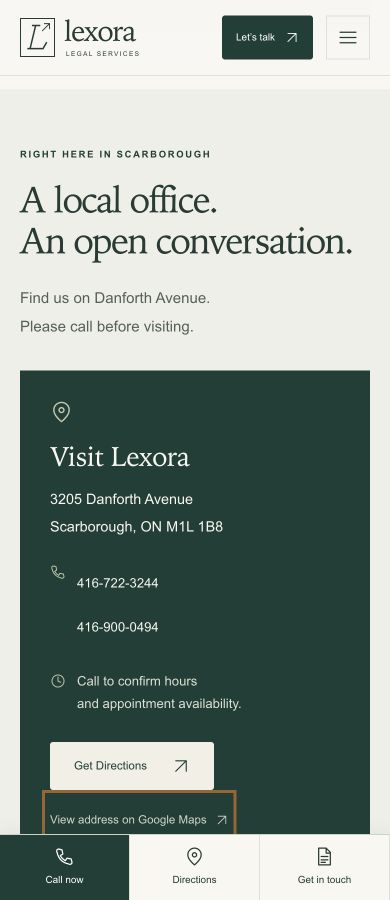 lexora
LEGAL SERVICES
Let's talk
RIGHT HERE IN SCARBOROUGH
A local office.
An open conversation.
Find us on Danforth Avenue.
Please call before visiting.
Visit Lexora
3205 Danforth Avenue
Scarborough, ON M1L 1B8
416-722-3244
416-900-0494
Call to confirm hours
and appointment availability.
Get Directions
View address on Google Maps
Call now
Directions
Get in touch